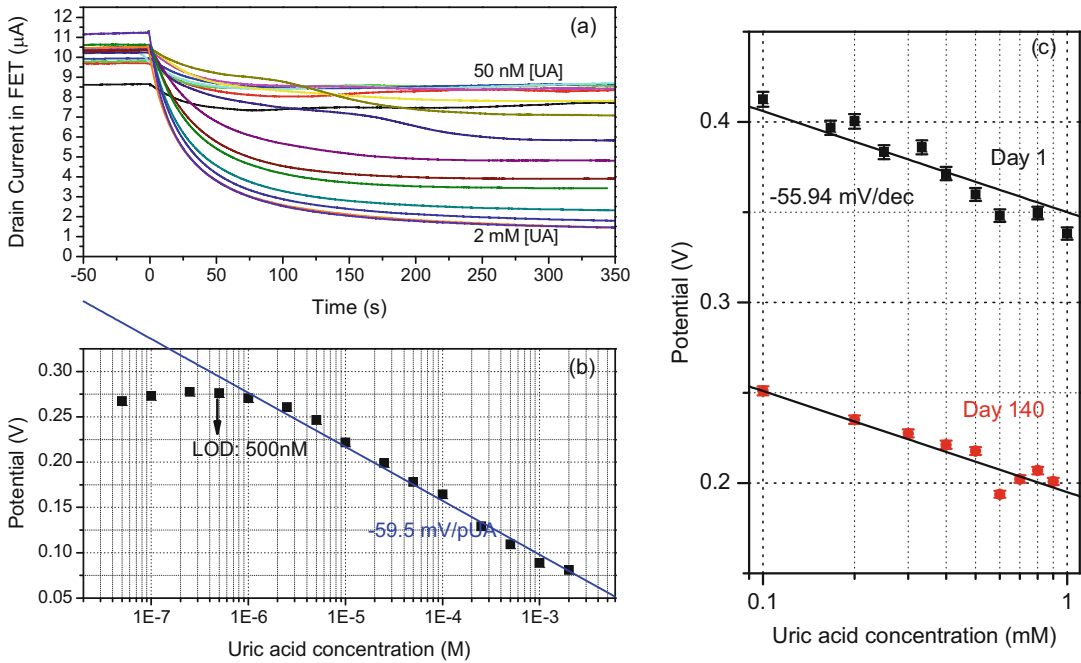 (a)
Drain Current in FET (μA)
12
11
10
9
8
7
6
5
4
3
2
1
0
50 nM [UA]
2 mM [UA]
-50
0
50
100
150
200
250
300
350
Time (s)
(b)
Potential (V)
0.30
0.25
0.20
0.15
0.10
0.05
LOD: 500nM
-59.5 mV/pUA
1E-7
1E-6
1E-5
1E-4
1E-3
Uric acid concentration (M)
(c)
Potential (V)
0.4
0.3
0.2
Day 1
-55.94 mV/dec
Day 140
0.1
1
Uric acid concentration (mM)